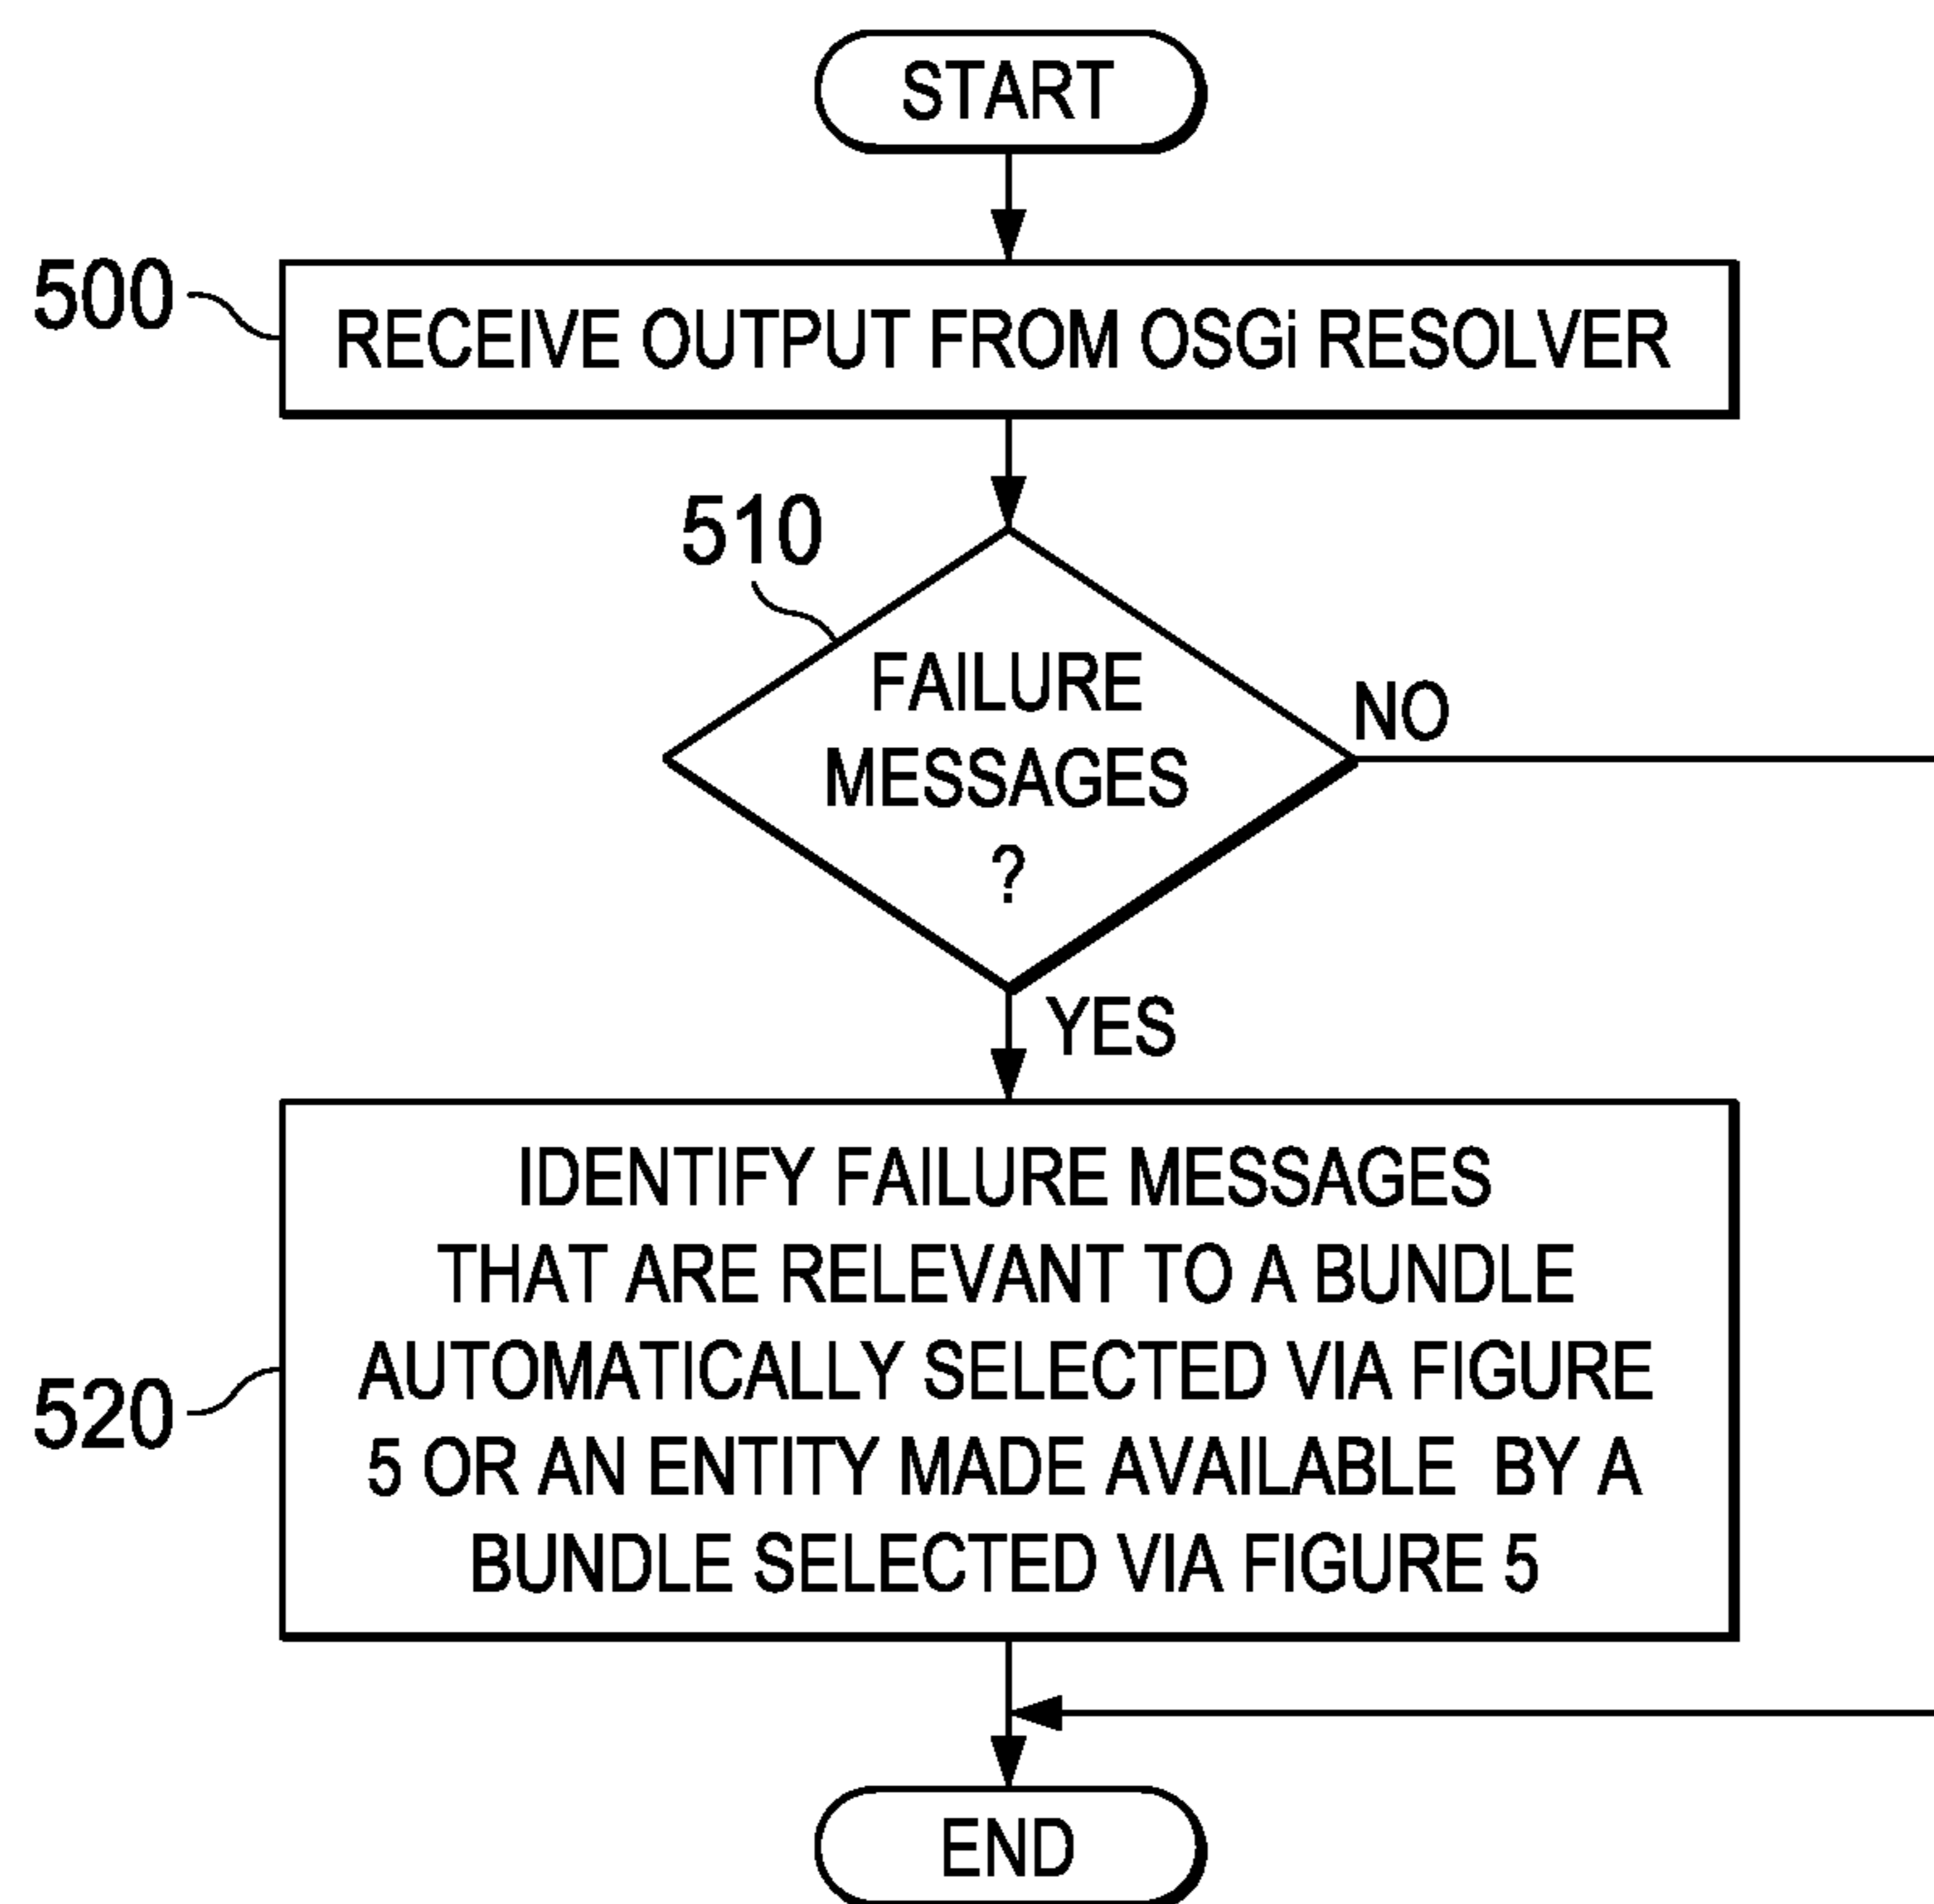 START
500
RECEIVE OUTPUT FROM OSGi RESOLVER
510
FAILURE
MESSAGES
?
NO
YES
520
IDENTIFY FAILURE MESSAGES
THAT ARE RELEVANT TO A BUNDLE
AUTOMATICALLY SELECTED VIA FIGURE
5 OR AN ENTITY MADE AVAILABLE BY A
BUNDLE SELECTED VIA FIGURE 5
END